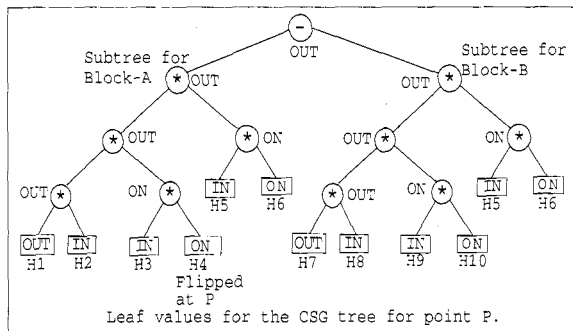 -
OUT
Subtree for
Block-A
Subtree for
Block-B
* OUT
OUT *
* OUT
* ON
OUT *
* ON
OUT *
ON *
IN ON
H5 H6
* OUT
ON *
IN ON
H5 H6
OUT IN IN ON
H1 H2 H3 H4
OUT IN IN ON
H7 H8 H9 H10
Flipped
at P
Leaf values for the CSG tree for point P.